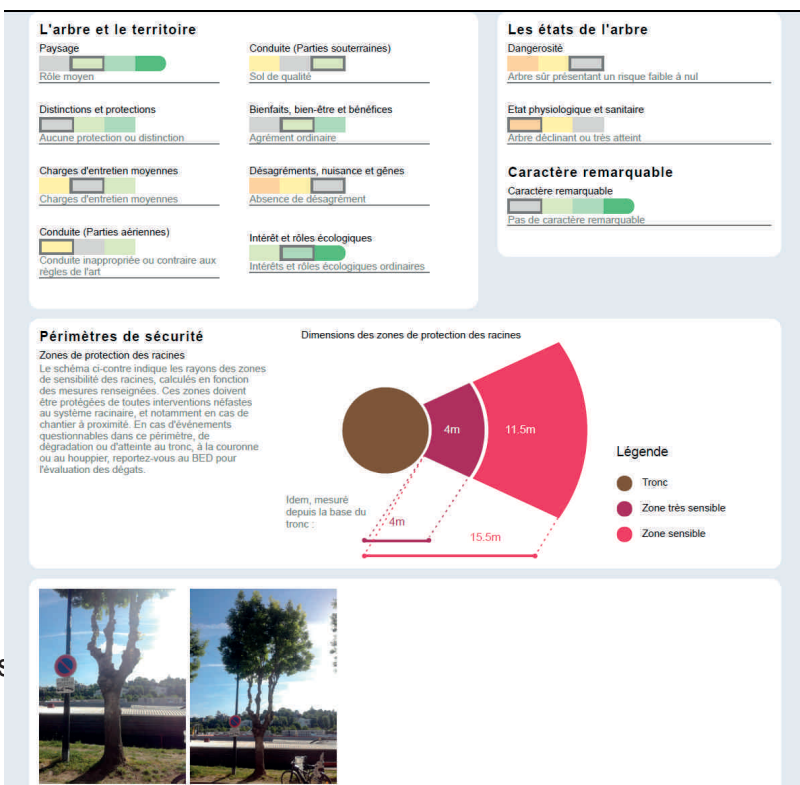 L'arbre et le territoire
Paysage
Rôle moyen
Distinctions et protections
Aucune protection ou distinction
Charges d'entretien moyennes
Charges d'entretien moyennes
Conduite (Parties aériennes)
Conduite inappropriée ou contraire aux
règles de l'art
Conduite (Parties souterraines)
Sol de qualité
Bienfaits, bien-être et bénéfices
Agrément ordinaire
Désagréments, nuisance et gênes
Absence de désagrément
Intérêt et rôles écologiques
Intérêts et rôles écologiques ordinaires
Les états de l'arbre
Dangerosité
Arbre sûr présentant un risque faible à nul
Etat physiologique et sanitaire
Arbre déclinant ou très atteint
Caractère remarquable
Caractère remarquable
Pas de caractère remarquable
Périmètres de sécurité
Zones de protection des racines
Le schéma ci-contre indique les rayons des zones
de sensibilité des racines, calculés en fonction
des mesures renseignées. Ces zones doivent
être protégées de toutes interventions néfastes
au système racinaire, et notamment en cas de
chantier à proximité. En cas d'événements
questionnables dans ce périmètre, de
dégradation ou d'atteinte au tronc, à la couronne
ou au houppier, reportez-vous au BED pour
l'évaluation des dégats.
Dimensions des zones de protection des racines
4m
11.5m
Idem, mesuré
depuis la base du
tronc :
4m
15.5m
Légende
Tronc
Zone très sensible
Zone sensible
s